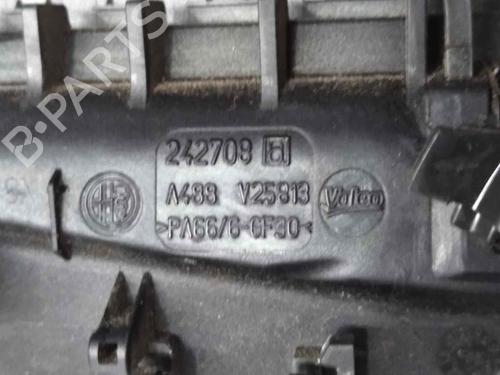 B-PARTS
242708 a
A488 V25813
>PA66/6-GF30<
Valeo